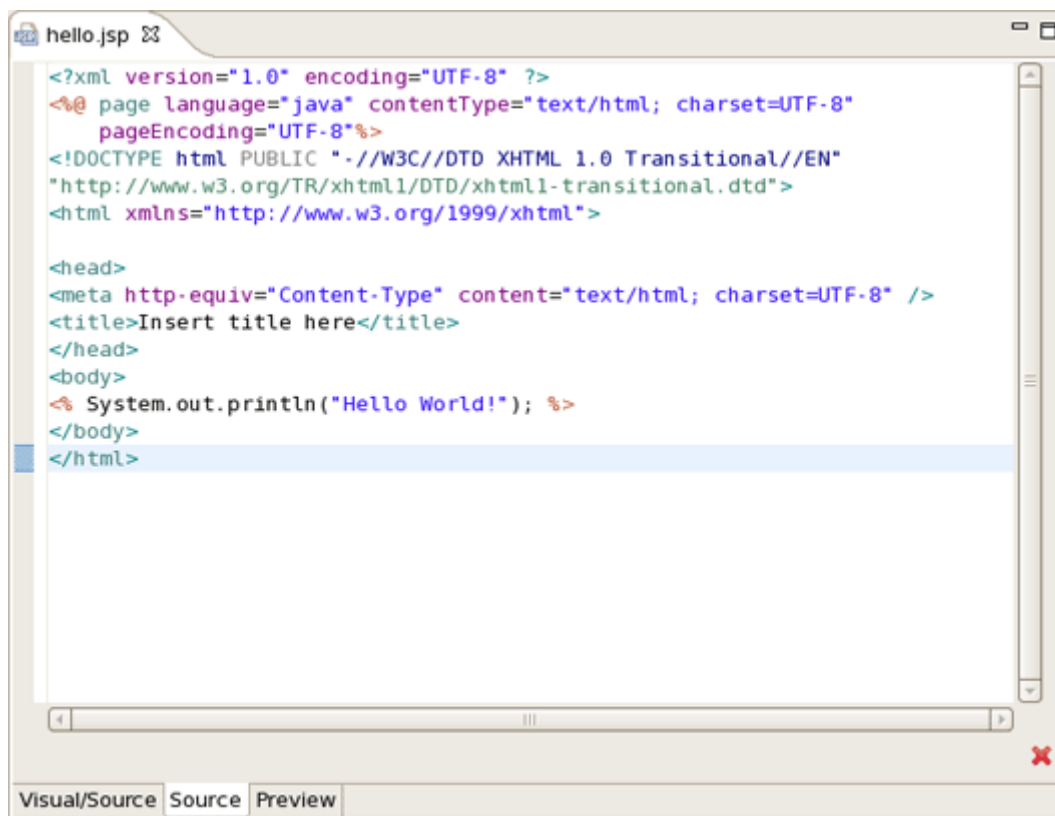 hello.jsp
<?xml version="1.0" encoding="UTF-8" ?>
<%@ page language="java" contentType="text/html; charset=UTF-8"
    pageEncoding="UTF-8"%>
<!DOCTYPE html PUBLIC "-//W3C//DTD XHTML 1.0 Transitional//EN"
"http://www.w3.org/TR/xhtml1/DTD/xhtml1-transitional.dtd">
<html xmlns="http://www.w3.org/1999/xhtml">

<head>
<meta http-equiv="Content-Type" content="text/html; charset=UTF-8" />
<title>Insert title here</title>
</head>
<body>
<% System.out.println("Hello World!"); %>
</body>
</html>
Visual/Source Source Preview